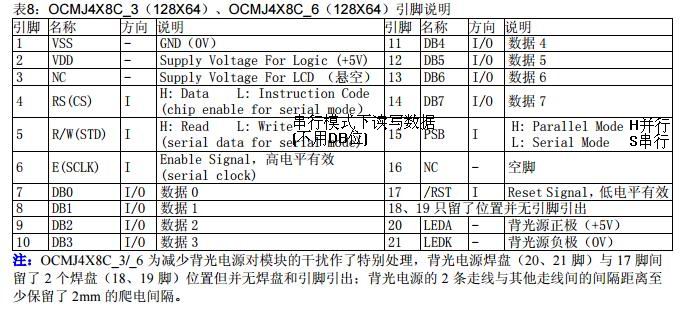 表8：OCMJ4X8C_3（128X64）、OCMJ4X8C_6（128X64）引脚说明
引脚 名称 方向 说明 引脚 名称 方向 说明
1 VSS - GND（0V） 11 DB4 I/O 数据 4
2 VDD - Supply Voltage For Logic (+5V) 12 DB5 I/O 数据 5
3 NC - Supply Voltage For LCD （悬空） 13 DB6 I/O 数据 6
4 RS(CS) I H: Data L: Instruction Code 14 DB7 I/O 数据 7
(chip enable for serial mode)
串行模式下读写数据
(不用DB位)
5 R/W(STD) I H: Read L: Write 15 PSB I H: Parallel Mode H并行
(serial data for serial mode) L: Serial Mode S串行
6 E(SCLK) I Enable Signal，高电平有效 16 NC - 空脚
(serial clock)
7 DB0 I/O 数据 0 17 /RST I Reset Signal，低电平有效
8 DB1 I/O 数据 1 18、19 只留了位置并无引脚引出
9 DB2 I/O 数据 2 20 LEDA - 背光源正极（+5V）
10 DB3 I/O 数据 3 21 LEDK - 背光源负极（0V）
注：OCMJ4X8C_3/_6 为减少背光电源对模块的干扰作了特别处理，背光电源焊盘（20、21 脚）与 17 脚间
留了 2 个焊盘（18、19 脚）位置但并无焊盘和引脚引出；背光电源的 2 条走线与其他走线间的间隔距离至
少保留了 2mm 的爬电间隔。